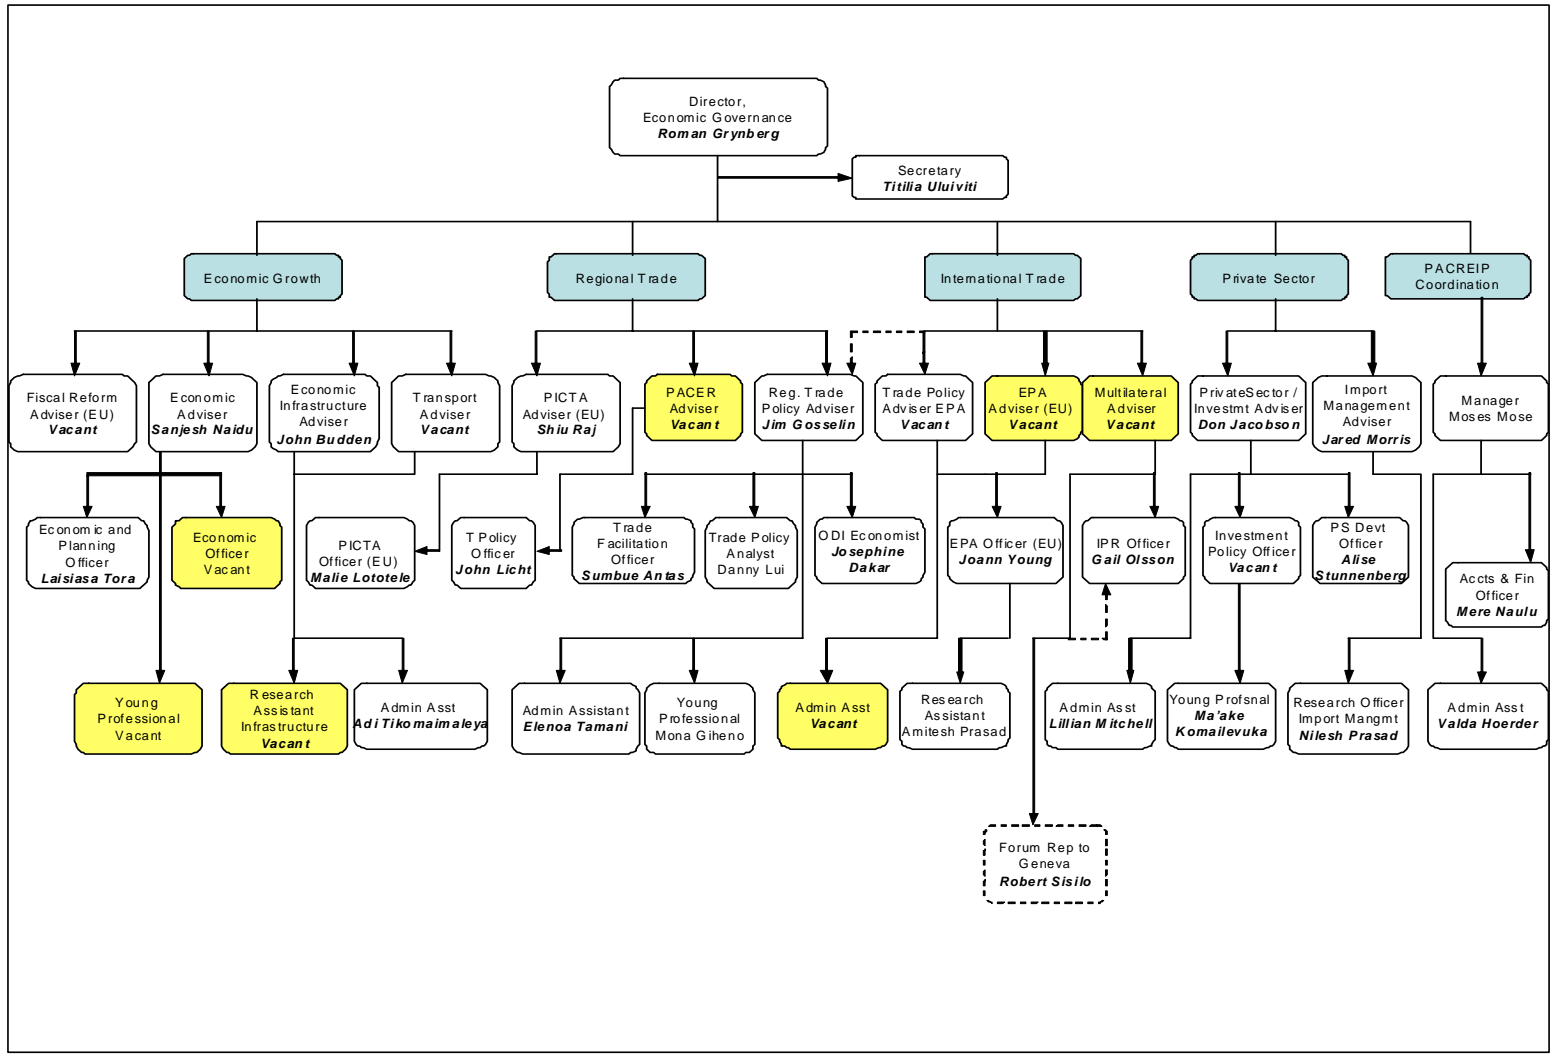 Director,
Economic Governance
Roman Grynberg
Secretary
Titilia Uluiviti
Economic Growth
Regional Trade
International Trade
Private Sector
PACREIP
Coordination
Fiscal Reform
Adviser (EU)
Vacant
Economic
Adviser
Sanjesh Naidu
Economic
Infrastructure
Adviser
John Budden
Transport
Adviser
Vacant
PICTA
Adviser (EU)
Shiu Raj
PACER
Adviser
Vacant
Reg. Trade
Policy Adviser
Jim Gosselin
Trade Policy
Adviser EPA
Vacant
EPA
Adviser (EU)
Vacant
Multilateral
Adviser
Vacant
PrivateSector /
Investmt Adviser
Don Jacobson
Import
Management
Adviser
Jared Morris
Manager
Moses Mose
Economic and
Planning
Officer
Laisiasa Tora
Economic
Officer
Vacant
PICTA
Officer (EU)
Malie Lototele
T Policy
Officer
John Licht
Trade
Facilitation
Officer
Sumbue Antas
Trade Policy
Analyst
Danny Lui
ODI Economist
Josephine
Dakar
EPA Officer (EU)
Joann Young
IPR Officer
Gail Olsson
Investment
Policy Officer
Vacant
PS Devt
Officer
Alise
Stunnenberg
Accts & Fin
Officer
Mere Naulu
Young
Professional
Vacant
Research
Assistant
Infrastructure
Vacant
Admin Asst
Adi Tikomaimaleya
Admin Assistant
Elenoa Tamani
Young
Professional
Mona Giheno
Admin Asst
Vacant
Research
Assistant
Amitesh Prasad
Admin Asst
Lillian Mitchell
Young Profsnal
Ma'ake
Komailevuka
Research Officer
Import Mangmt
Nilesh Prasad
Admin Asst
Valda Hoerder
Forum Rep to
Geneva
Robert Sisilo